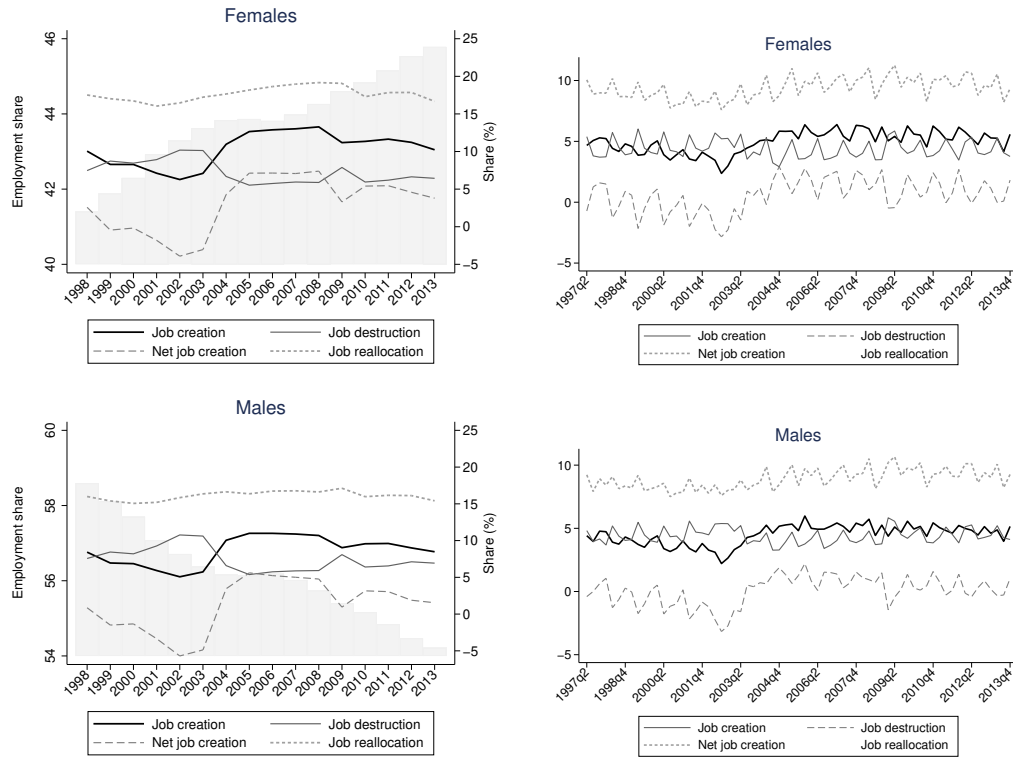 Females
46
44
42
40
Employment share
25
20
15
10
5
0
−5
Share (%)
1998
1999
2000
2001
2002
2003
2004
2005
2006
2007
2008
2009
2010
2011
2012
2013
Job creation Job destruction
Net job creation Job reallocation
Females
10
5
0
−5
1997q2
1998q4
2000q2
2001q4
2003q2
2004q4
2006q2
2007q4
2009q2
2010q4
2012q2
2013q4
Job creation Job destruction
Net job creation Job reallocation
Males
60
58
56
54
Employment share
25
20
15
10
5
0
−5
Share (%)
1998
1999
2000
2001
2002
2003
2004
2005
2006
2007
2008
2009
2010
2011
2012
2013
Job creation Job destruction
Net job creation Job reallocation
Males
10
5
0
−5
1997q2
1998q4
2000q2
2001q4
2003q2
2004q4
2006q2
2007q4
2009q2
2010q4
2012q2
2013q4
Job creation Job destruction
Net job creation Job reallocation